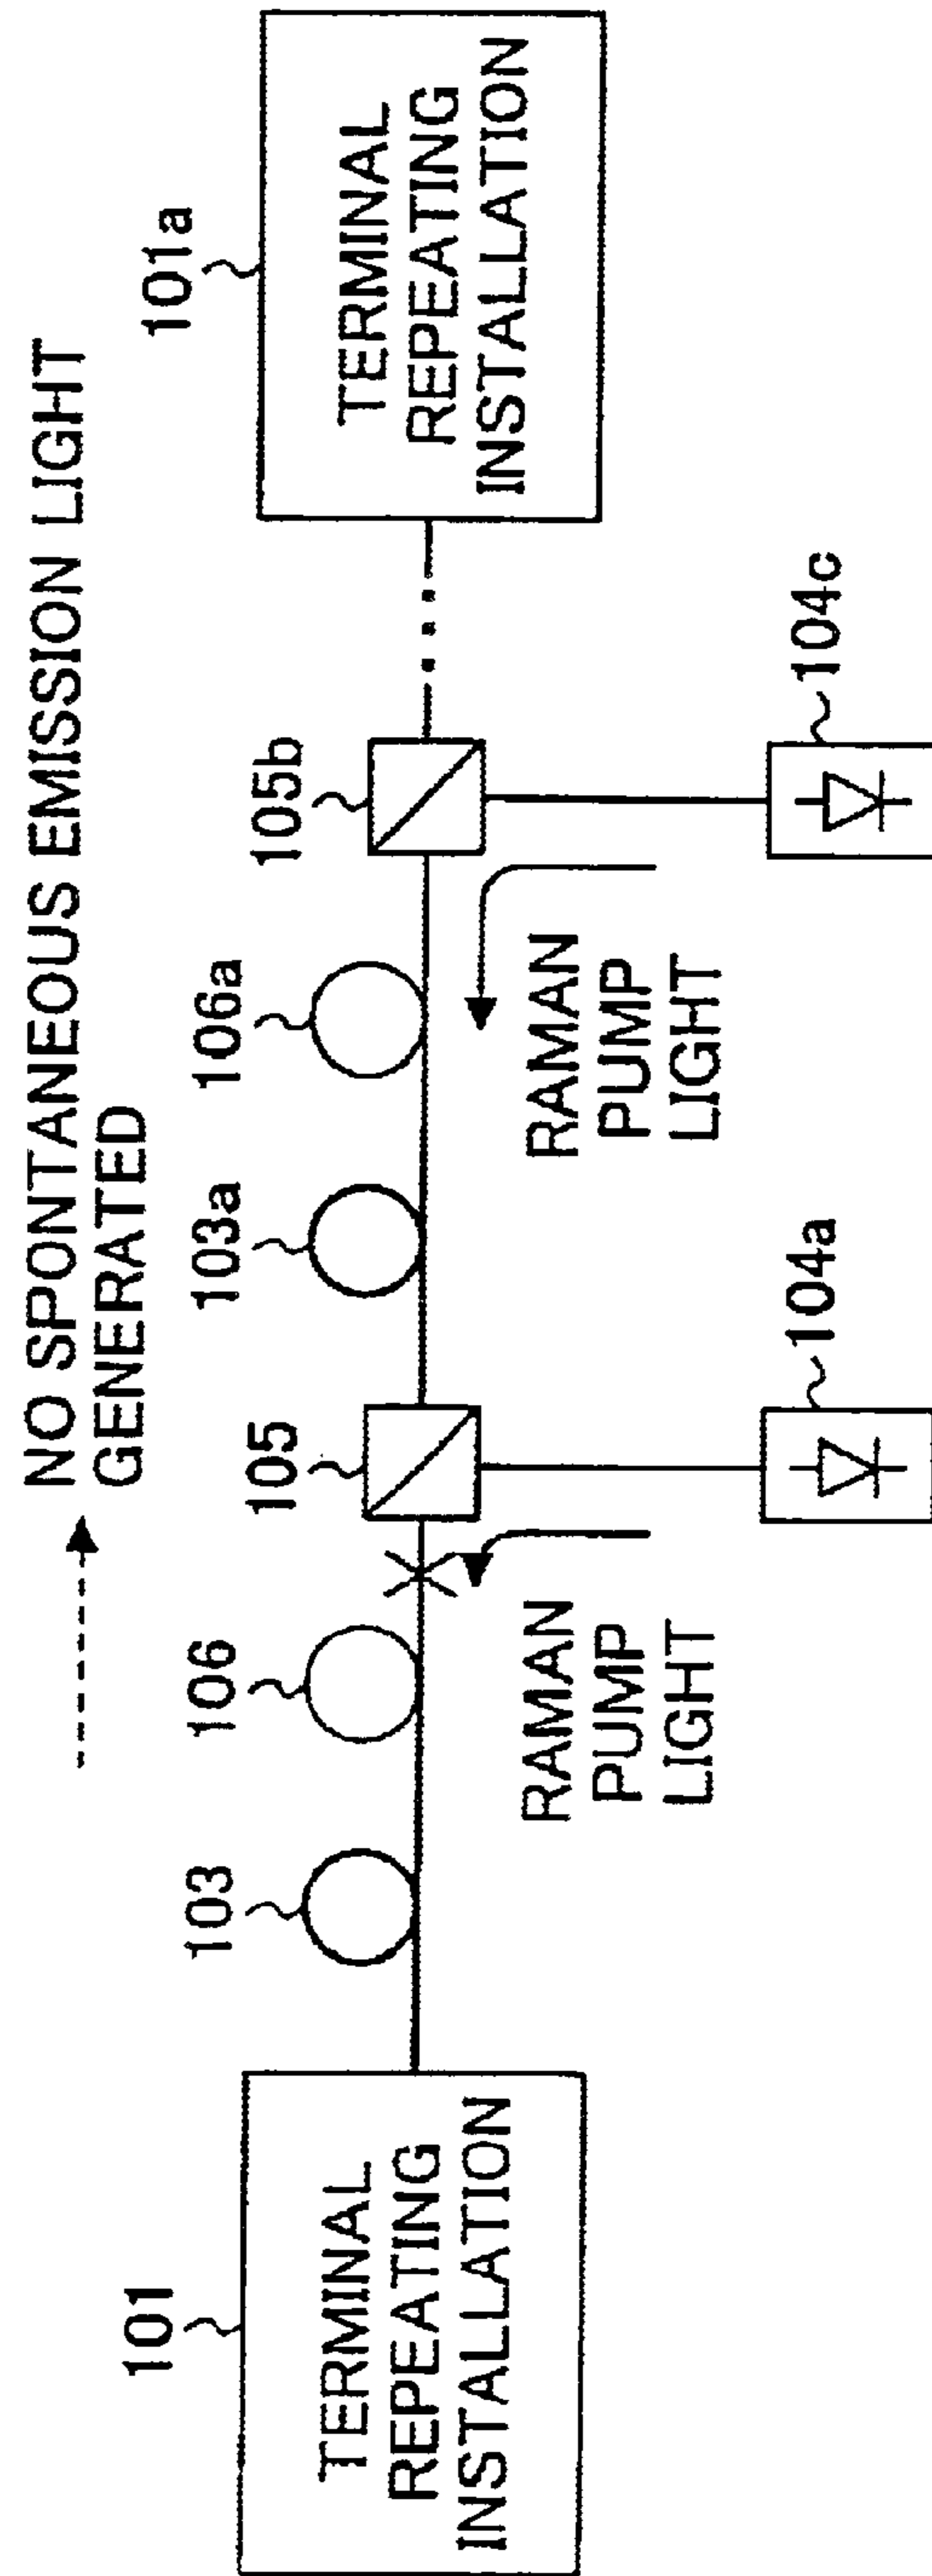 NO SPONTANEOUS EMISSION LIGHT
GENERATED
101
TERMINAL
REPEATING
INSTALLATION
103
106
105
103a
106a
105b
101a
TERMINAL
REPEATING
INSTALLATION
RAMAN
PUMP
LIGHT
104a
RAMAN
PUMP
LIGHT
104c